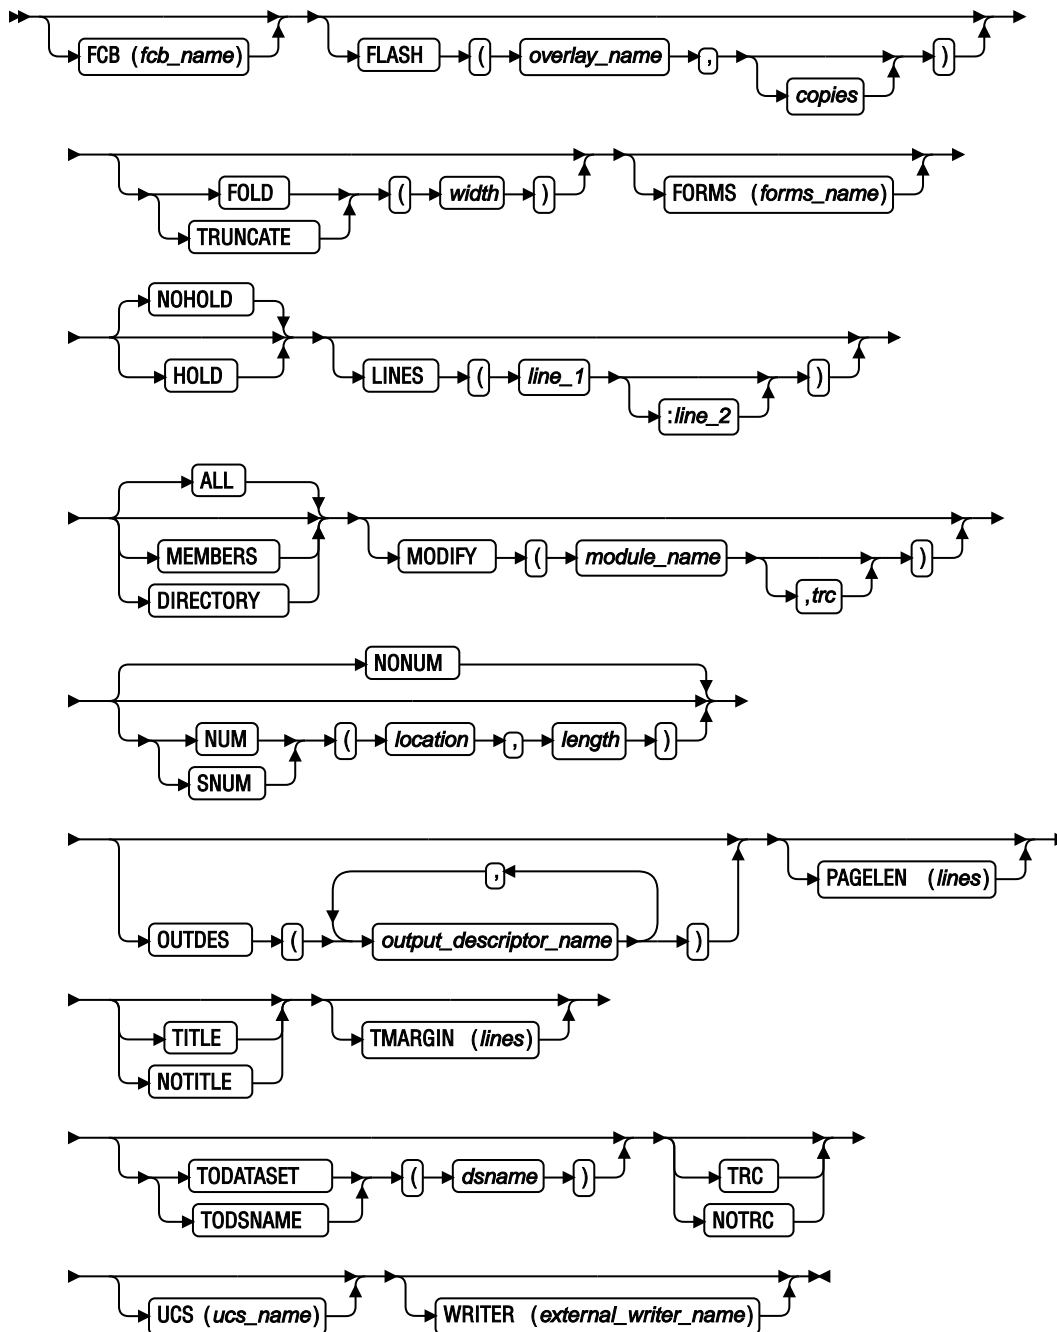 FCB (fcb_name) FLASH ( overlay_name , copies )
FOLD TRUNCATE ( width ) FORMS (forms_name)
NOHOLD
HOLD LINES ( line_1 :line_2 )
ALL
MEMBERS MODIFY ( module_name ,trc )
DIRECTORY
NONUM
NUM ( location , length )
SNUM
,
OUTDES ( output_descriptor_name ) PAGELEN (lines)
TITLE TMARGIN (lines)
NOTITLE
TODATASET ( dsname ) TRC
TODSNAME NOTRC
UCS (ucs_name) WRITER (external_writer_name)